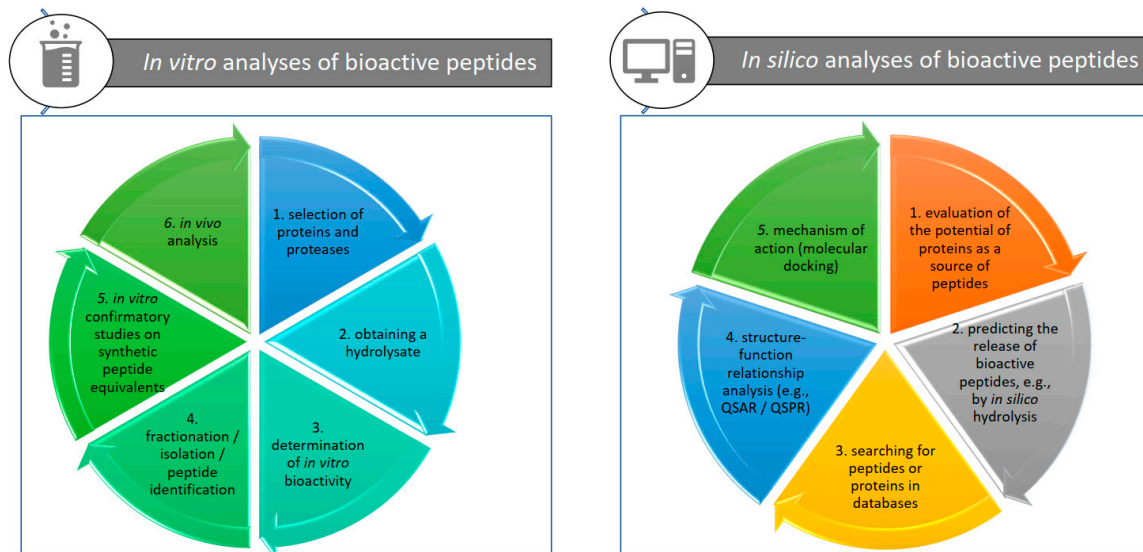 In vitro analyses of bioactive peptides
1. selection of
proteins and
proteases
2. obtaining a
hydrolysate
3.
determination
of in vitro
bioactivity
4.
fractionation /
isolation /
peptide
identification
5. in vitro
confirmatory
studies on
synthetic
peptide
equivalents
6. in vivo
analysis
In silico analyses of bioactive peptides
1. evaluation of
the potential of
proteins as a
source of
peptides
2. predicting the
release of
bioactive
peptides, e.g.,
by in silico
hydrolysis
3. searching for
peptides or
proteins in
databases
4. structure-
function
relationship
analysis (e.g.,
QSAR / QSPR)
5. mechanism of
action (molecular
docking)